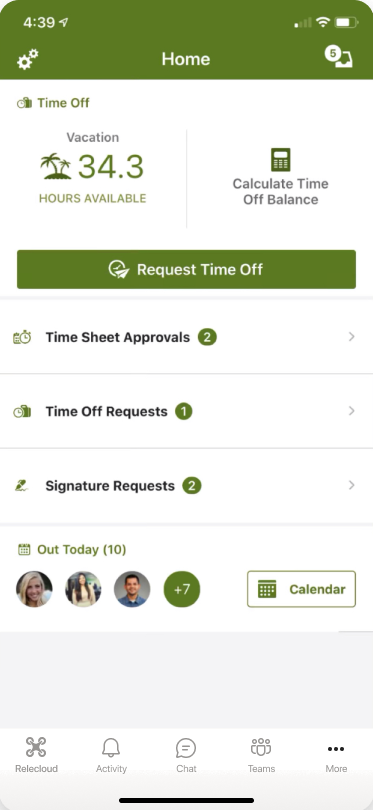 4:39
Home
5
Time Off
Vacation
34.3
HOURS AVAILABLE
Calculate Time
Off Balance
Request Time Off
Time Sheet Approvals 2
Time Off Requests 1
Signature Requests 2
Out Today (10)
+7
Calendar
Relecloud Activity Chat Teams More